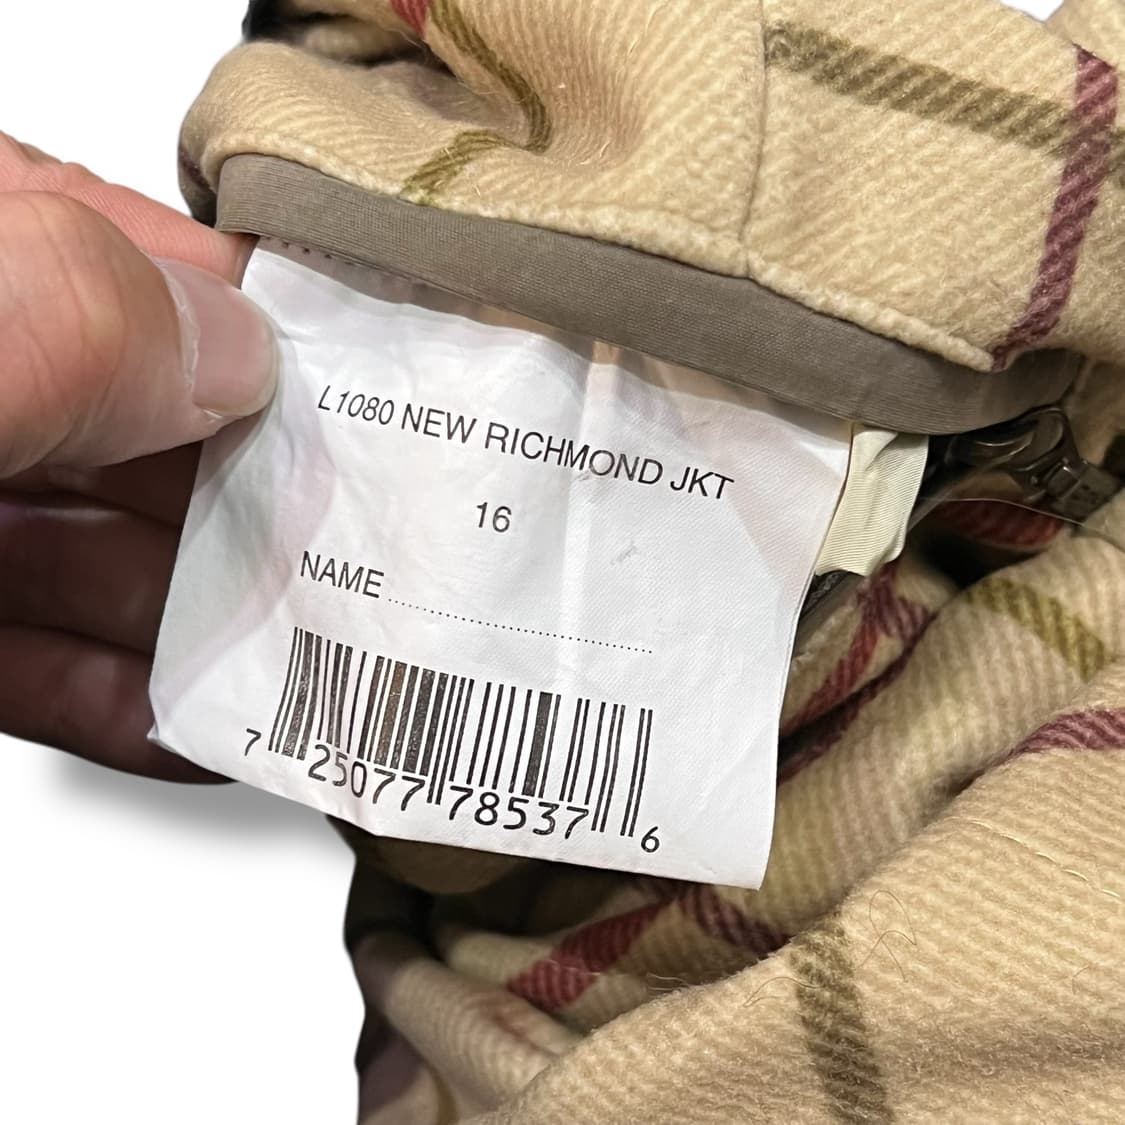 L1080 NEW RICHMOND JKT
16
NAME................................................
7 25077 78537 6